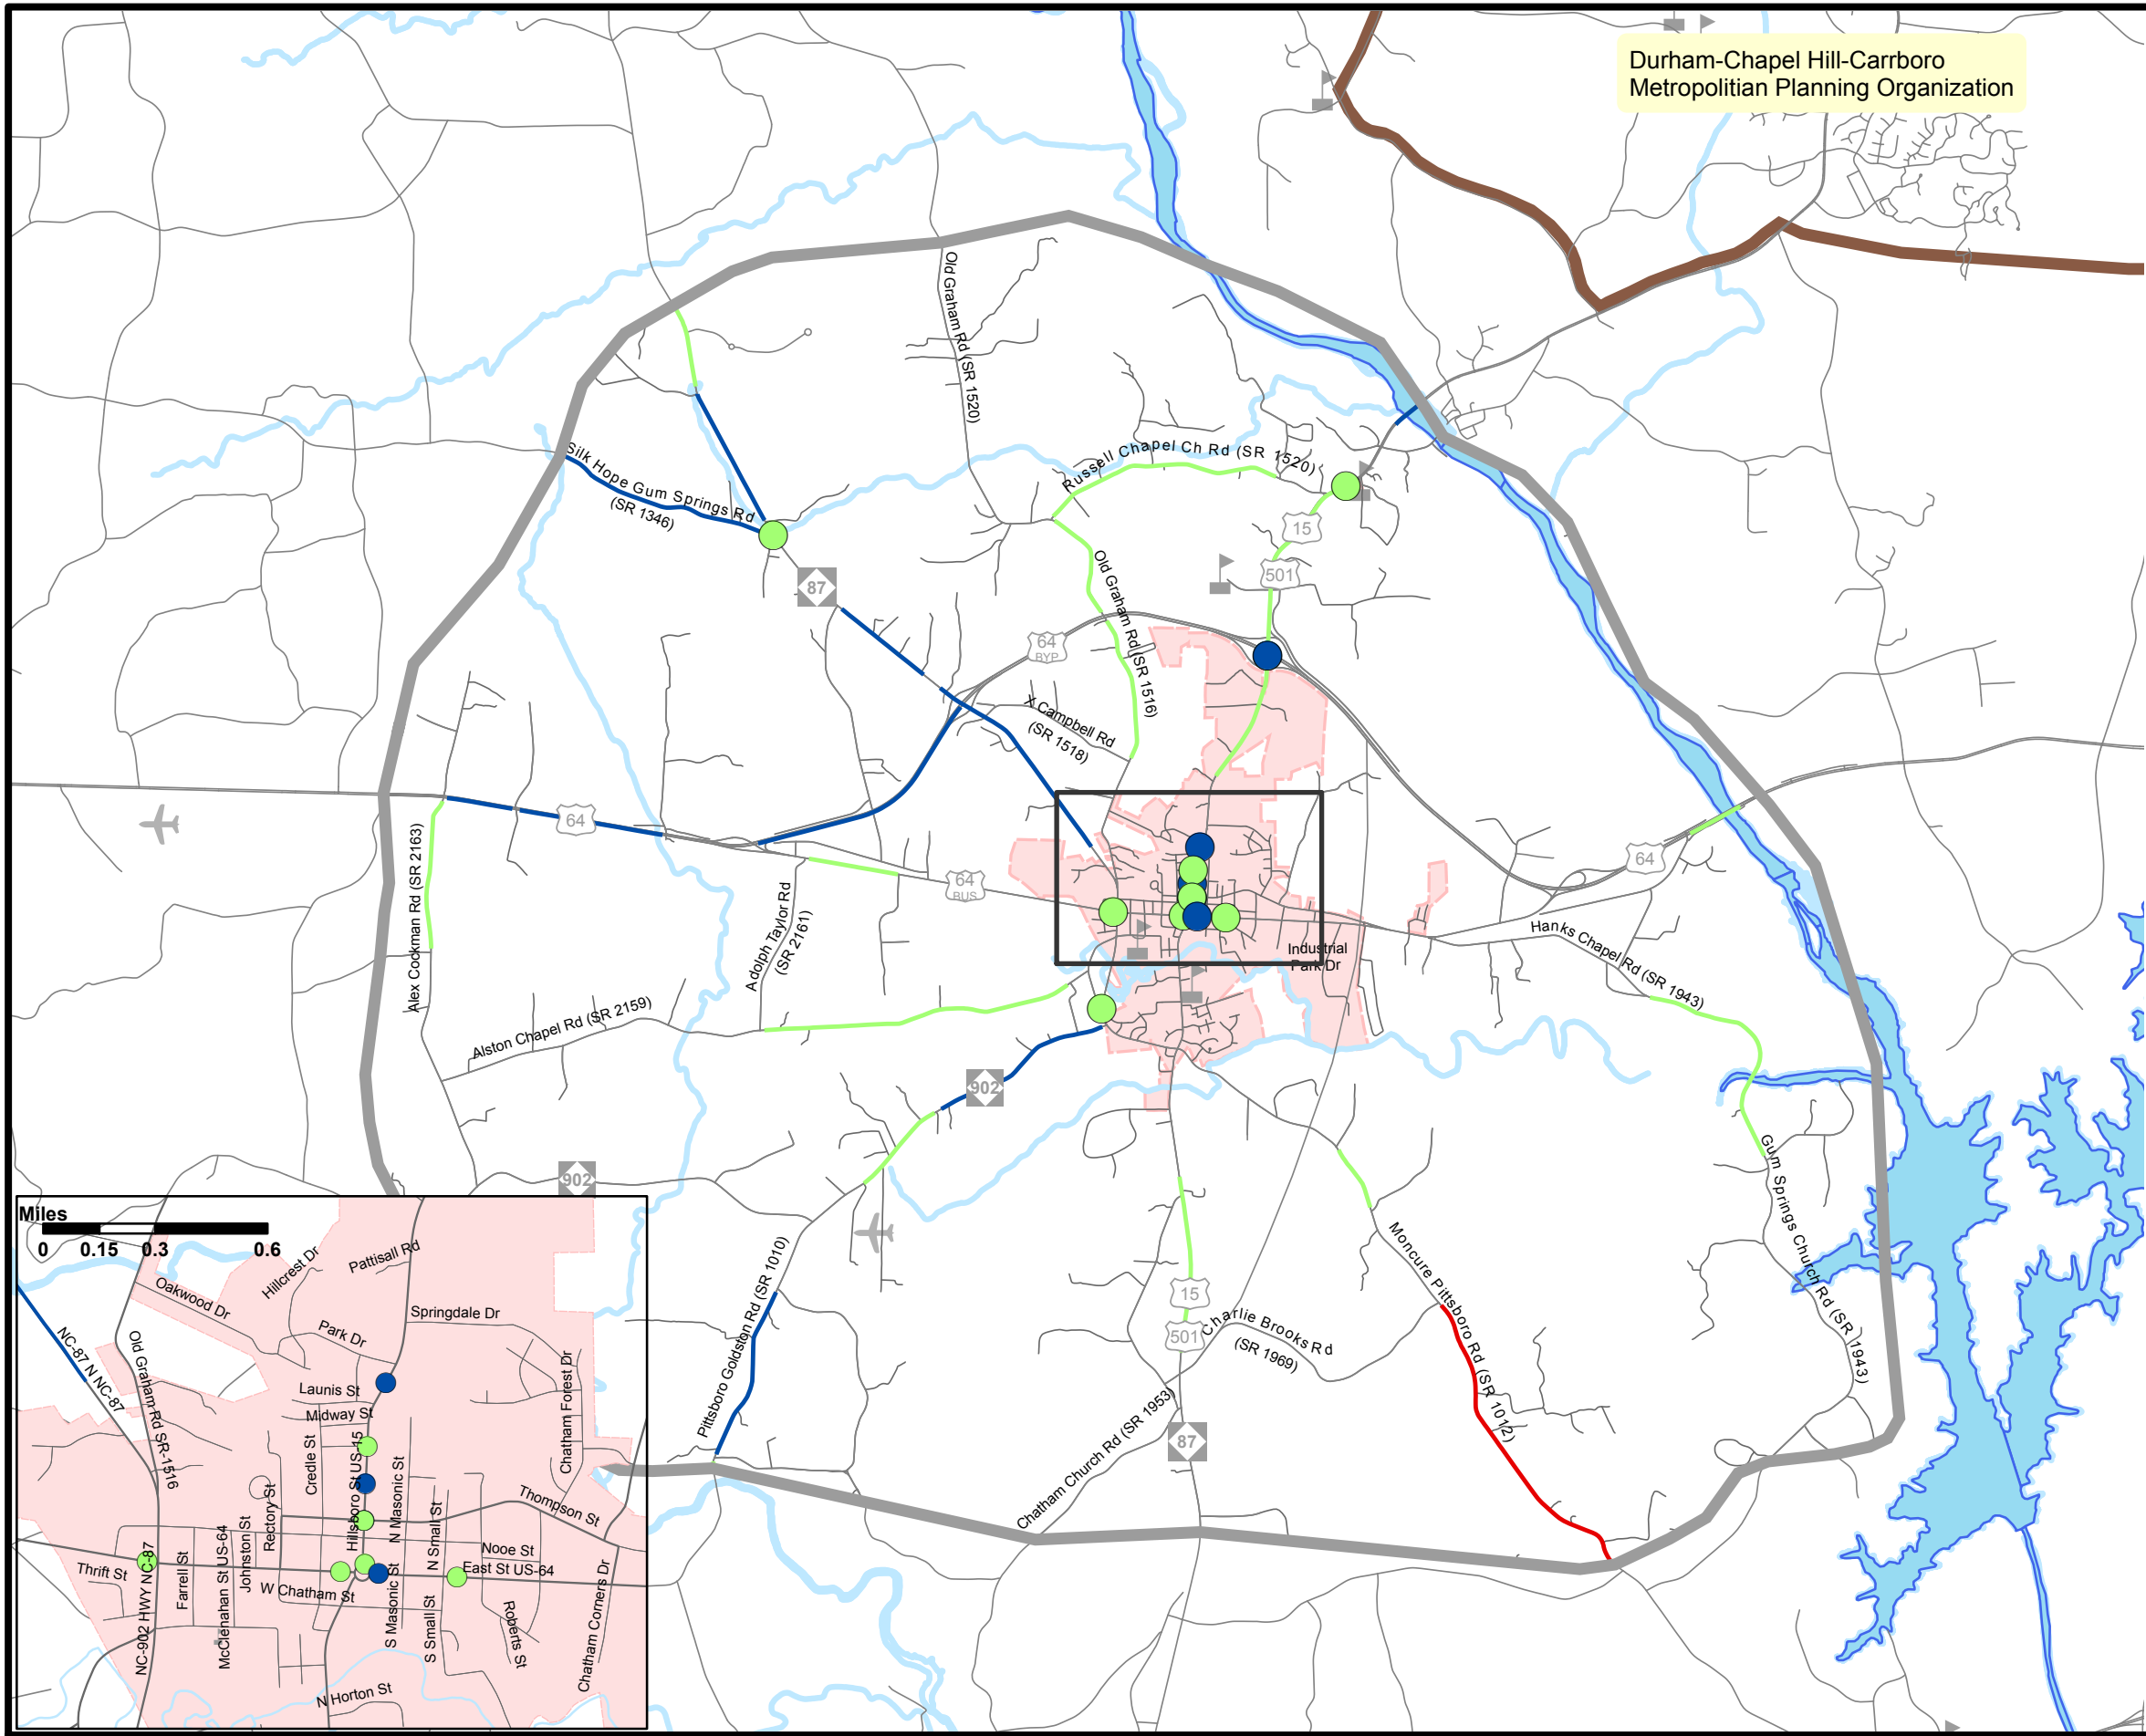 Durham-Chapel Hill-Carrboro
Metropolitian Planning Organization
Old Graham Rd (SR 1520)
Russell Chapel Ch Rd (SR 1520)
Silk Hope Gum Springs Rd
(SR 1346)
15
501
87
Old Graham Rd (SR 1516)
64
BYP
X Campbell Rd
(SR 1518)
64
64
BUS
64
Alex Cockman Rd (SR 2163)
Adolph Taylor Rd
(SR 2161)
Industrial
Park Dr
Hanks Chapel Rd (SR 1943)
Alston Chapel Rd (SR 2159)
902
902
Gum Springs Church Rd (SR 1943)
Moncure Pittsboro Rd (SR 1012)
Pittsboro Goldston Rd (SR 1010)
15
501
Charlie Brooks Rd
(SR 1969)
Chatham Church Rd (SR 1953)
87
Miles
0 0.15 0.3 0.6
Hillcrest Dr
Pattisall Rd
Oakwood Dr
Springdale Dr
Park Dr
NC-87 N NC-87
Old Graham Rd SR-1516
Launis St
Midway St
Chatham Forest Dr
Credle St
Hillsboro St US-15
N Masonic St
Rectory St
N Small St
Thompson St
McClenahan St US-64
Johnston St
Nooe St
Thrift St
NC-902 HWY NC-87
Farrell St
East St US-64
W Chatham St
S Masonic St
S Small St
Roberts St
Chatham Corners Dr
N Horton St